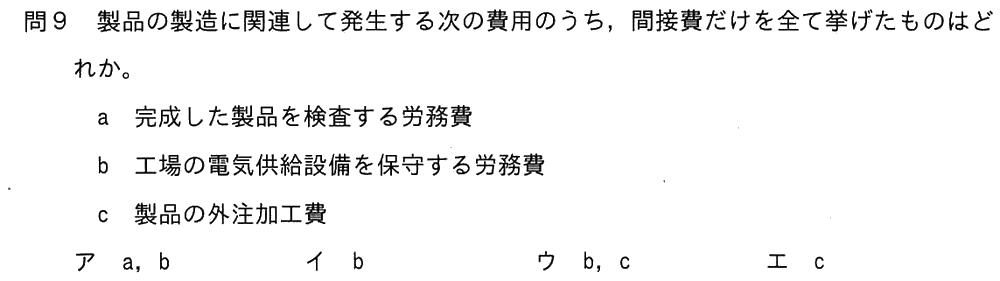 問9　製品の製造に関連して発生する次の費用のうち，間接費だけを全て挙げたものはど
れか。
a　完成した製品を検査する労務費
b　工場の電気供給設備を保守する労務費
c　製品の外注加工費
ア　a，b　イ　b　ウ　b，c　エ　c